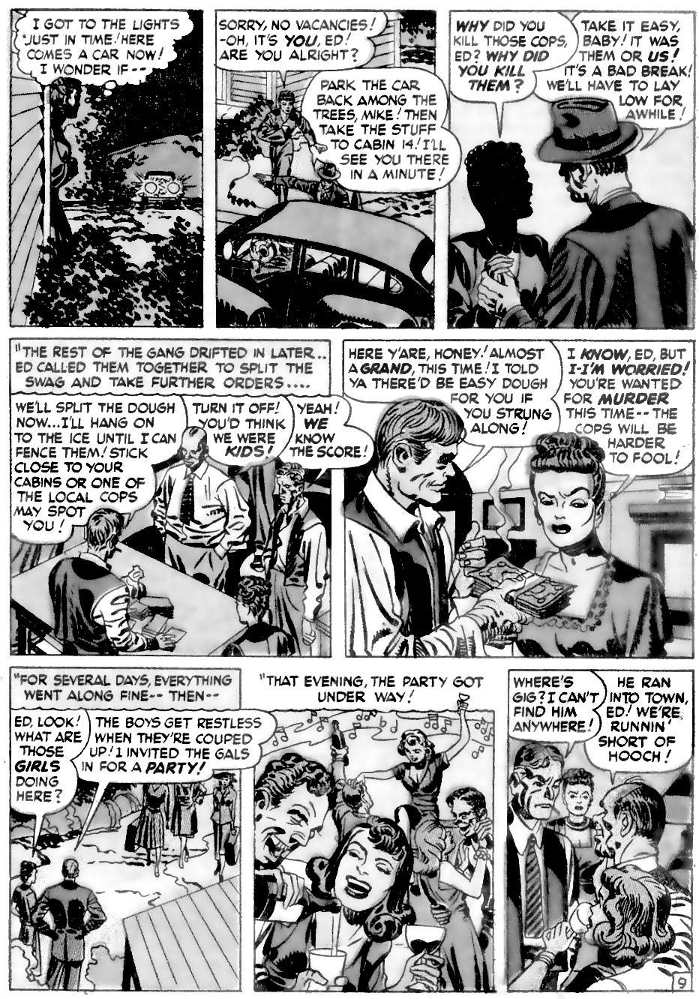 I GOT TO THE LIGHTS
JUST IN TIME! HERE
COMES A CAR NOW!
I WONDER IF--
SORRY, NO VACANCIES!
-OH, IT'S YOU, ED!
ARE YOU ALRIGHT?
PARK THE CAR
BACK AMONG THE
TREES, MIKE! THEN
TAKE THE STUFF
TO CABIN 14! I'LL
SEE YOU THERE
IN A MINUTE!
WHY DID YOU
KILL THOSE COPS,
ED? WHY DID
YOU KILL
THEM?
TAKE IT EASY,
BABY! IT WAS
THEM OR US!
IT'S A BAD BREAK!
WE'LL HAVE TO LAY
LOW FOR
AWHILE!
"THE REST OF THE GANG DRIFTED IN LATER..
ED CALLED THEM TOGETHER TO SPLIT THE
SWAG AND TAKE FURTHER ORDERS....
WE'LL SPLIT THE DOUGH
NOW...I'LL HANG ON
TO THE ICE UNTIL I CAN
FENCE THEM! STICK
CLOSE TO YOUR
CABINS OR ONE OF
THE LOCAL COPS
MAY SPOT
YOU!
TURN IT OFF!
YOU'D THINK
WE WERE
KIDS!
YEAH!
WE
KNOW
THE SCORE!
HERE Y'ARE, HONEY! ALMOST
A GRAND, THIS TIME! I TOLD
YA THERE'D BE EASY DOUGH
FOR YOU IF
YOU STRUNG
ALONG!
I KNOW, ED, BUT
I-I'M WORRIED!
YOU'RE WANTED
FOR MURDER
THIS TIME--THE
COPS WILL BE
HARDER
TO FOOL!
"FOR SEVERAL DAYS, EVERYTHING
WENT ALONG FINE-- THEN--
ED, LOOK!
WHAT ARE
THOSE
GIRLS
DOING
HERE?
THE BOYS GET RESTLESS
WHEN THEY'RE COUPED
UP! I INVITED THE GALS
IN FOR A PARTY!
"THAT EVENING, THE PARTY GOT
UNDER WAY!
WHERE'S
GIG? I CAN'T
FIND HIM
ANYWHERE!
HE RAN
INTO TOWN,
ED! WE'RE
RUNNIN'
SHORT OF
HOOCH!
9